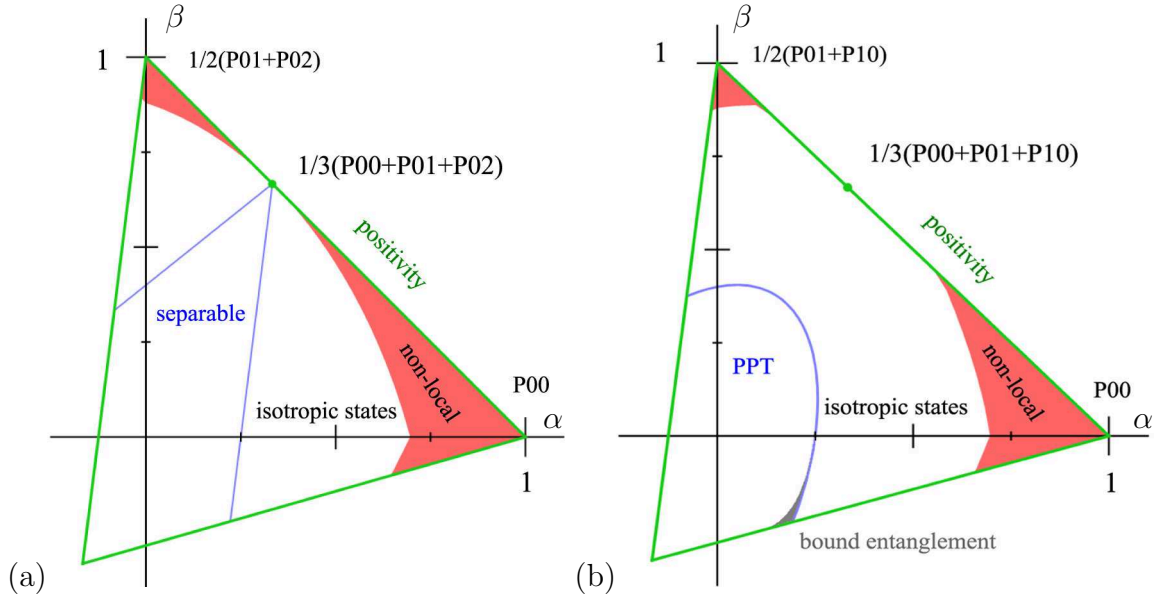 β
1
1/2(P01+P02)
1/3(P00+P01+P02)
positivity
separable
non-local
P00
isotropic states
α
1
(a)
β
1
1/2(P01+P10)
1/3(P00+P01+P10)
positivity
PPT
non-local
P00
isotropic states
α
1
bound entanglement
(b)